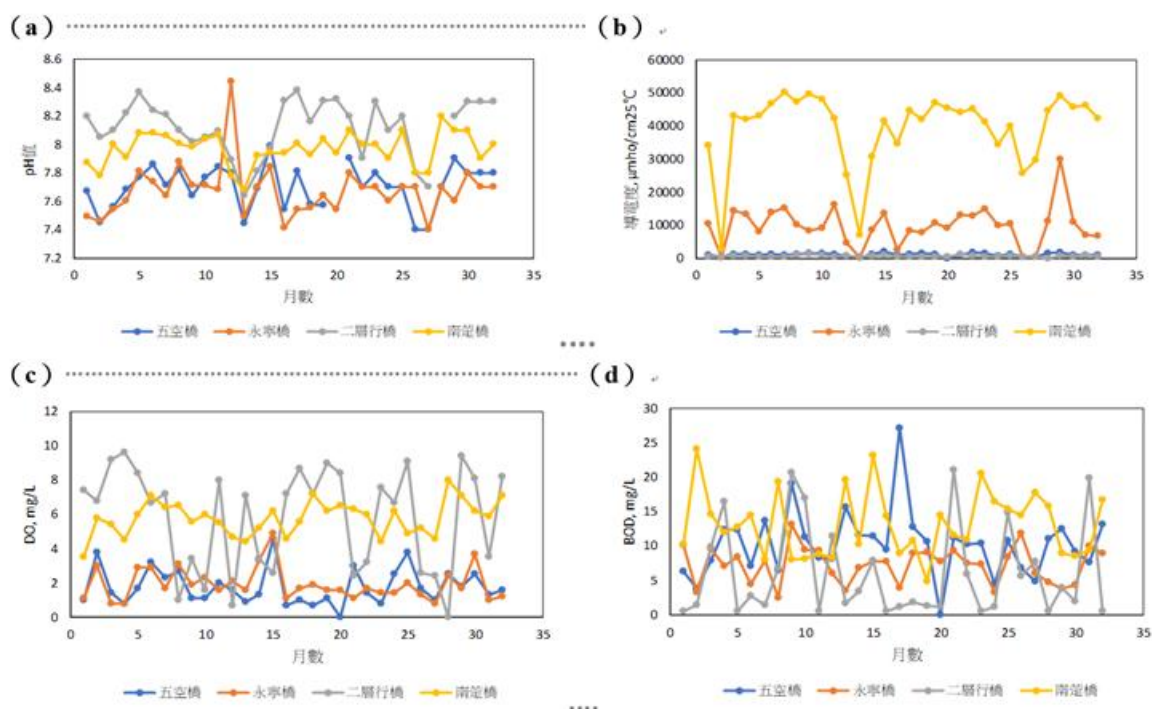 (a)
(b)
pH值
8.6
8.4
8.2
8
7.8
7.6
7.4
7.2
0 5 10 15 20 25 30 35
月數
五空橋 永寧橋 二層行橋 南萣橋
導電度, μmho/cm25℃
60000
50000
40000
30000
20000
10000
0
0 5 10 15 20 25 30 35
月數
五空橋 永寧橋 二層行橋 南萣橋
(c)
(d)
DO, mg/L
12
10
8
6
4
2
0
0 5 10 15 20 25 30 35
月數
五空橋 永寧橋 二層行橋 南萣橋
BOD, mg/L
30
25
20
15
10
5
0
0 5 10 15 20 25 30 35
月數
五空橋 永寧橋 二層行橋 南萣橋